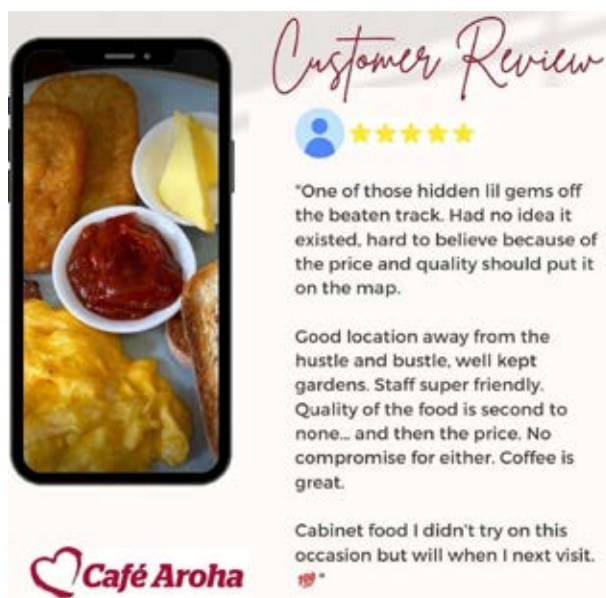 Customer Review
"One of those hidden lil gems off
the beaten track. Had no idea it
existed, hard to believe because of
the price and quality should put it
on the map.
Good location away from the
hustle and bustle, well kept
gardens. Staff super friendly.
Quality of the food is second to
none... and then the price. No
compromise for either. Coffee is
great.
Cabinet food I didn't try on this
occasion but will when I next visit.
💯"
Café Aroha